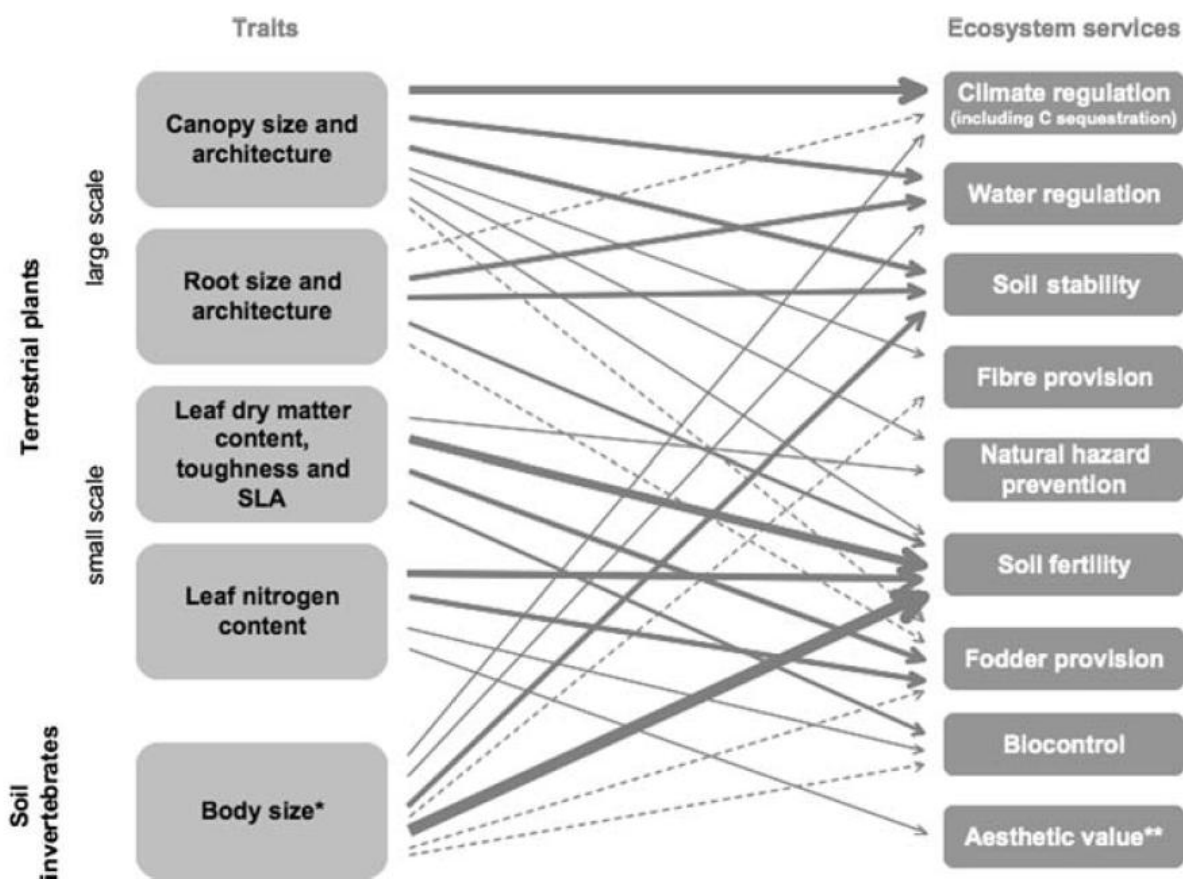 Traits
Ecosystem services
Terrestrial plants
large scale
small scale
Soil
invertebrates
Canopy size and
architecture
Root size and
architecture
Leaf dry matter
content,
toughness and
SLA
Leaf nitrogen
content
Body size*
Climate regulation
(including C sequestration)
Water regulation
Soil stability
Fibre provision
Natural hazard
prevention
Soil fertility
Fodder provision
Biocontrol
Aesthetic value**